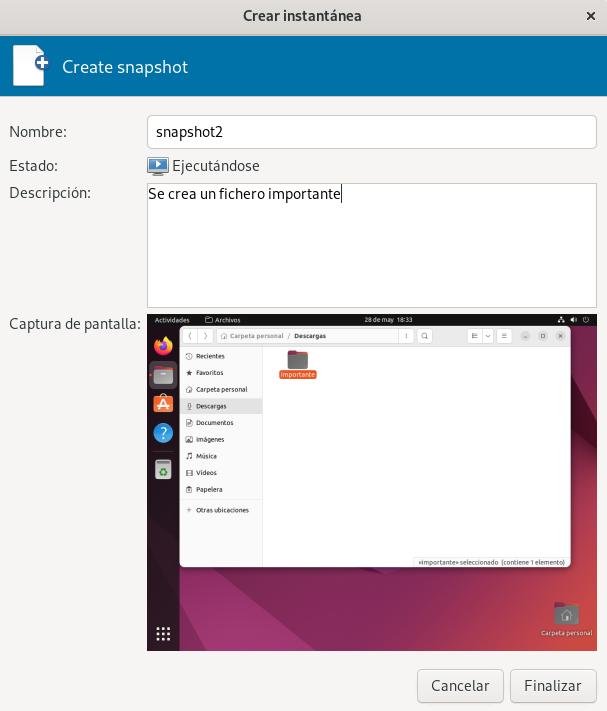 Crear instantánea
Create snapshot
Nombre: snapshot2
Estado: Ejecutándose
Descripción: Se crea un fichero importante
Captura de pantalla:
Actividades Archivos 28 de may 18:33
Carpeta personal / Descargas
Recientes
Favoritos
Carpeta personal
Descargas
Documentos
Imágenes
Música
Vídeos
Papelera
+ Otras ubicaciones
importante
«importante» seleccionado (contiene 1 elemento)
Carpeta personal
Cancelar Finalizar